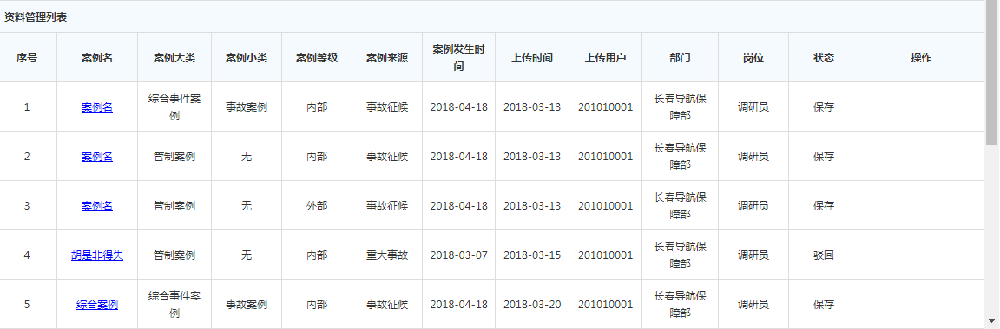 资料管理列表
序号 案例名 案例大类 案例小类 案例等级 案例来源 案例发生时间 上传时间 上传用户 部门 岗位 状态 操作
1 案例名 综合事件案例 事故案例 内部 事故征候 2018-04-18 2018-03-13 201010001 长春导航保障部 调研员 保存
2 案例名 管制案例 无 内部 事故征候 2018-04-18 2018-03-13 201010001 长春导航保障部 调研员 保存
3 案例名 管制案例 无 外部 事故征候 2018-04-18 2018-03-13 201010001 长春导航保障部 调研员 保存
4 胡是非得失 管制案例 无 内部 重大事故 2018-03-07 2018-03-15 201010001 长春导航保障部 调研员 驳回
5 综合案例 综合事件案例 事故案例 内部 事故征候 2018-04-18 2018-03-20 201010001 长春导航保障部 调研员 保存